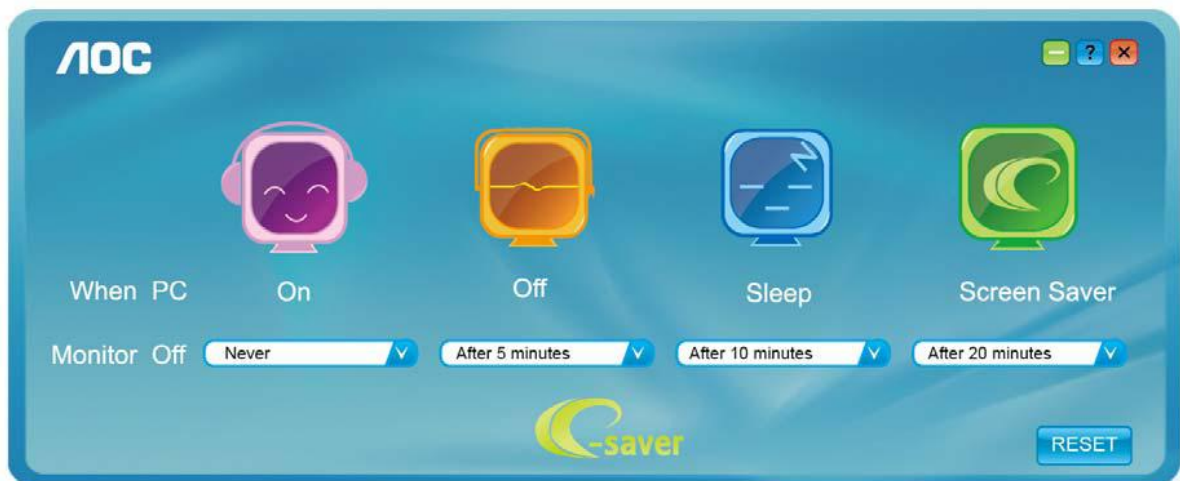 AOC
?
When PC On Off Sleep Screen Saver
Monitor Off Never After 5 minutes After 10 minutes After 20 minutes
e-saver
RESET